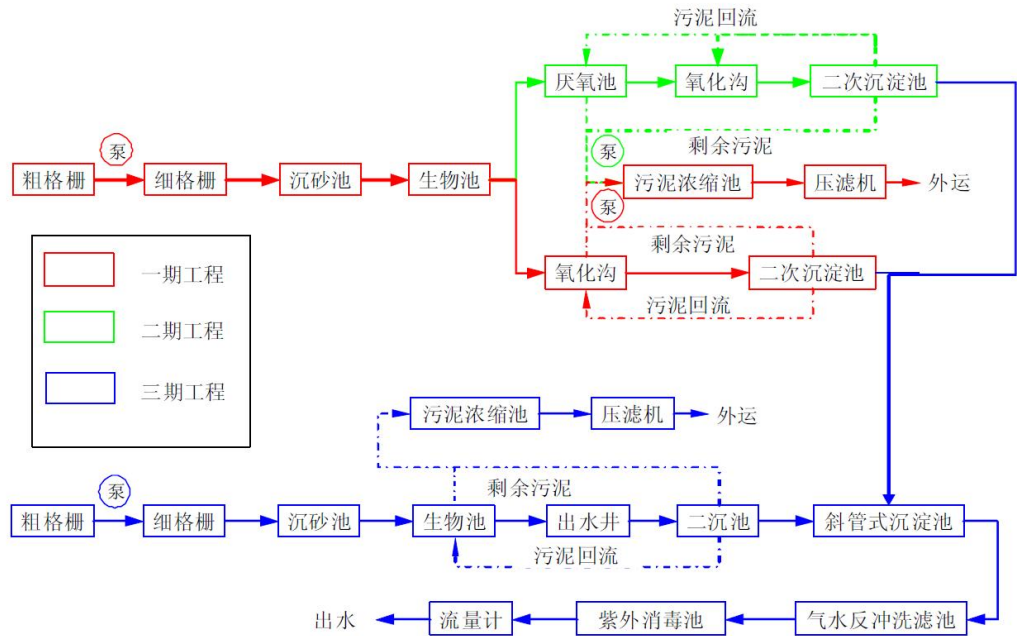 污泥回流
厌氧池
氧化沟
二次沉淀池
泵
泵
剩余污泥
粗格栅
细格栅
沉砂池
生物池
污泥浓缩池
压滤机
外运
泵
剩余污泥
氧化沟
二次沉淀池
污泥回流
一期工程
二期工程
三期工程
污泥浓缩池
压滤机
外运
泵
剩余污泥
粗格栅
细格栅
沉砂池
生物池
出水井
二沉池
斜管式沉淀池
污泥回流
出水
流量计
紫外消毒池
气水反冲洗滤池